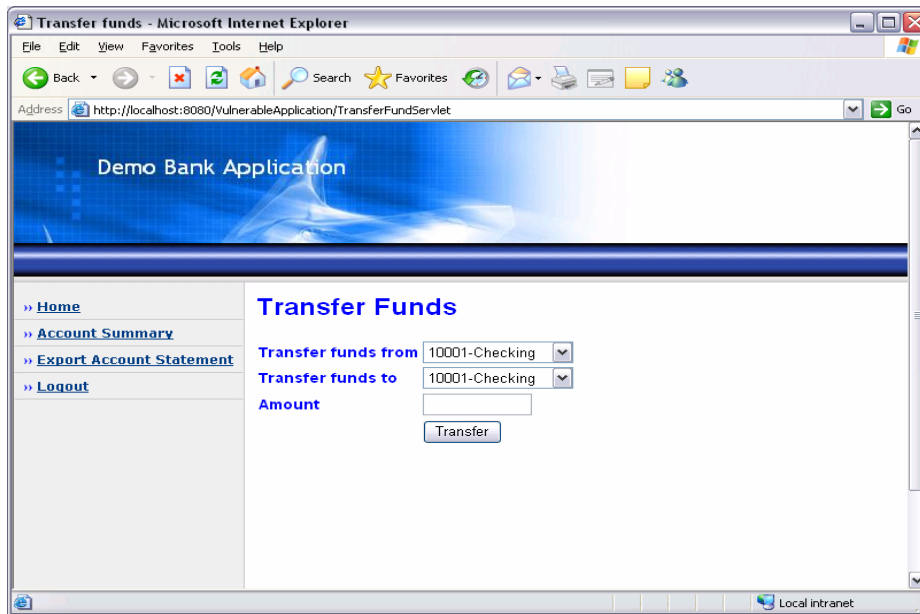 Transfer funds - Microsoft Internet Explorer
File Edit View Favorites Tools Help
Back Search Favorites
Address http://localhost:8080/VulnerableApplication/TransferFundServlet Go
Demo Bank Application
» Home
» Account Summary
» Export Account Statement
» Logout
Transfer Funds
Transfer funds from 10001-Checking
Transfer funds to 10001-Checking
Amount
Transfer
Local intranet